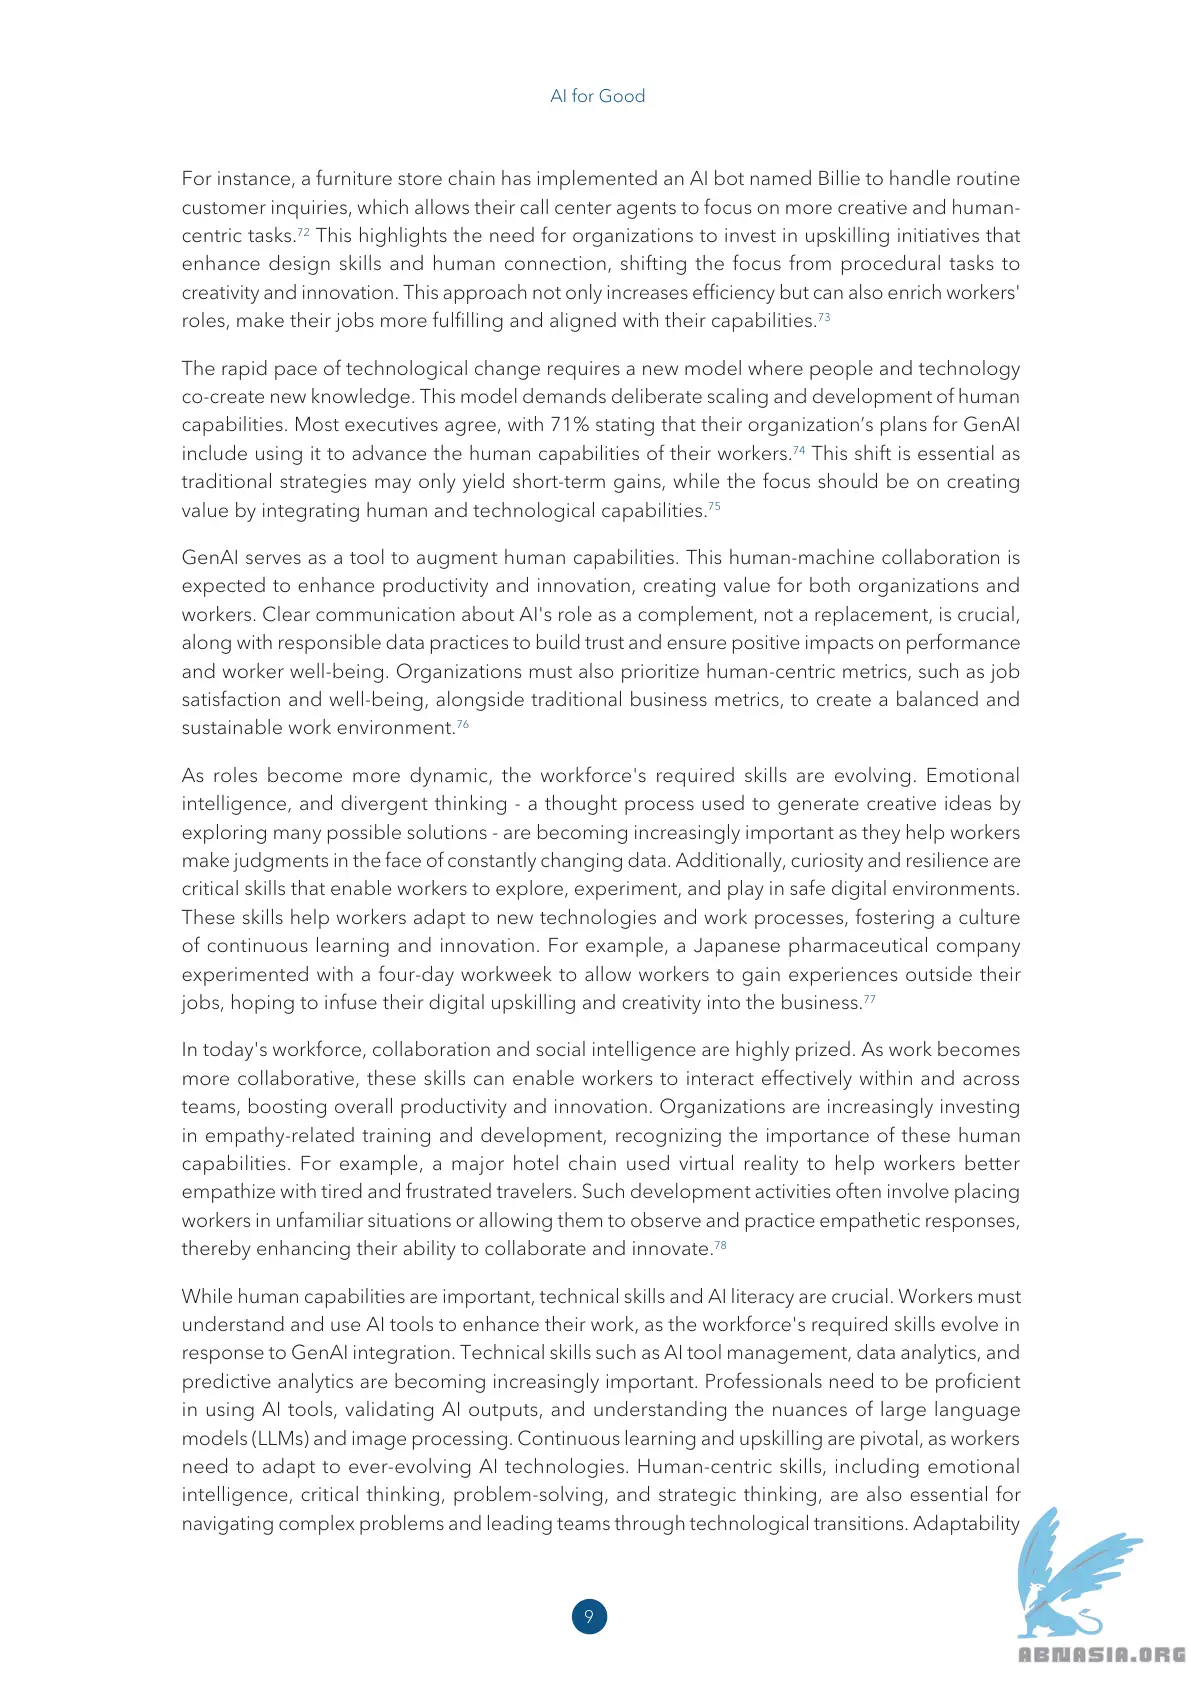 AI for Good
For instance, a furniture store chain has implemented an AI bot named Billie to handle routine
customer inquiries, which allows their call center agents to focus on more creative and human-
centric tasks.72 This highlights the need for organizations to invest in upskilling initiatives that
enhance design skills and human connection, shifting the focus from procedural tasks to
creativity and innovation. This approach not only increases efficiency but can also enrich workers'
roles, make their jobs more fulfilling and aligned with their capabilities.73
The rapid pace of technological change requires a new model where people and technology
co-create new knowledge. This model demands deliberate scaling and development of human
capabilities. Most executives agree, with 71% stating that their organization’s plans for GenAI
include using it to advance the human capabilities of their workers.74 This shift is essential as
traditional strategies may only yield short-term gains, while the focus should be on creating
value by integrating human and technological capabilities.75
GenAI serves as a tool to augment human capabilities. This human-machine collaboration is
expected to enhance productivity and innovation, creating value for both organizations and
workers. Clear communication about AI's role as a complement, not a replacement, is crucial,
along with responsible data practices to build trust and ensure positive impacts on performance
and worker well-being. Organizations must also prioritize human-centric metrics, such as job
satisfaction and well-being, alongside traditional business metrics, to create a balanced and
sustainable work environment.76
As roles become more dynamic, the workforce's required skills are evolving. Emotional
intelligence, and divergent thinking - a thought process used to generate creative ideas by
exploring many possible solutions - are becoming increasingly important as they help workers
make judgments in the face of constantly changing data. Additionally, curiosity and resilience are
critical skills that enable workers to explore, experiment, and play in safe digital environments.
These skills help workers adapt to new technologies and work processes, fostering a culture
of continuous learning and innovation. For example, a Japanese pharmaceutical company
experimented with a four-day workweek to allow workers to gain experiences outside their
jobs, hoping to infuse their digital upskilling and creativity into the business.77
In today's workforce, collaboration and social intelligence are highly prized. As work becomes
more collaborative, these skills can enable workers to interact effectively within and across
teams, boosting overall productivity and innovation. Organizations are increasingly investing
in empathy-related training and development, recognizing the importance of these human
capabilities. For example, a major hotel chain used virtual reality to help workers better
empathize with tired and frustrated travelers. Such development activities often involve placing
workers in unfamiliar situations or allowing them to observe and practice empathetic responses,
thereby enhancing their ability to collaborate and innovate.78
While human capabilities are important, technical skills and AI literacy are crucial. Workers must
understand and use AI tools to enhance their work, as the workforce's required skills evolve in
response to GenAI integration. Technical skills such as AI tool management, data analytics, and
predictive analytics are becoming increasingly important. Professionals need to be proficient
in using AI tools, validating AI outputs, and understanding the nuances of large language
models (LLMs) and image processing. Continuous learning and upskilling are pivotal, as workers
need to adapt to ever-evolving AI technologies. Human-centric skills, including emotional
intelligence, critical thinking, problem-solving, and strategic thinking, are also essential for
navigating complex problems and leading teams through technological transitions. Adaptability
9
ABNASIA.ORG